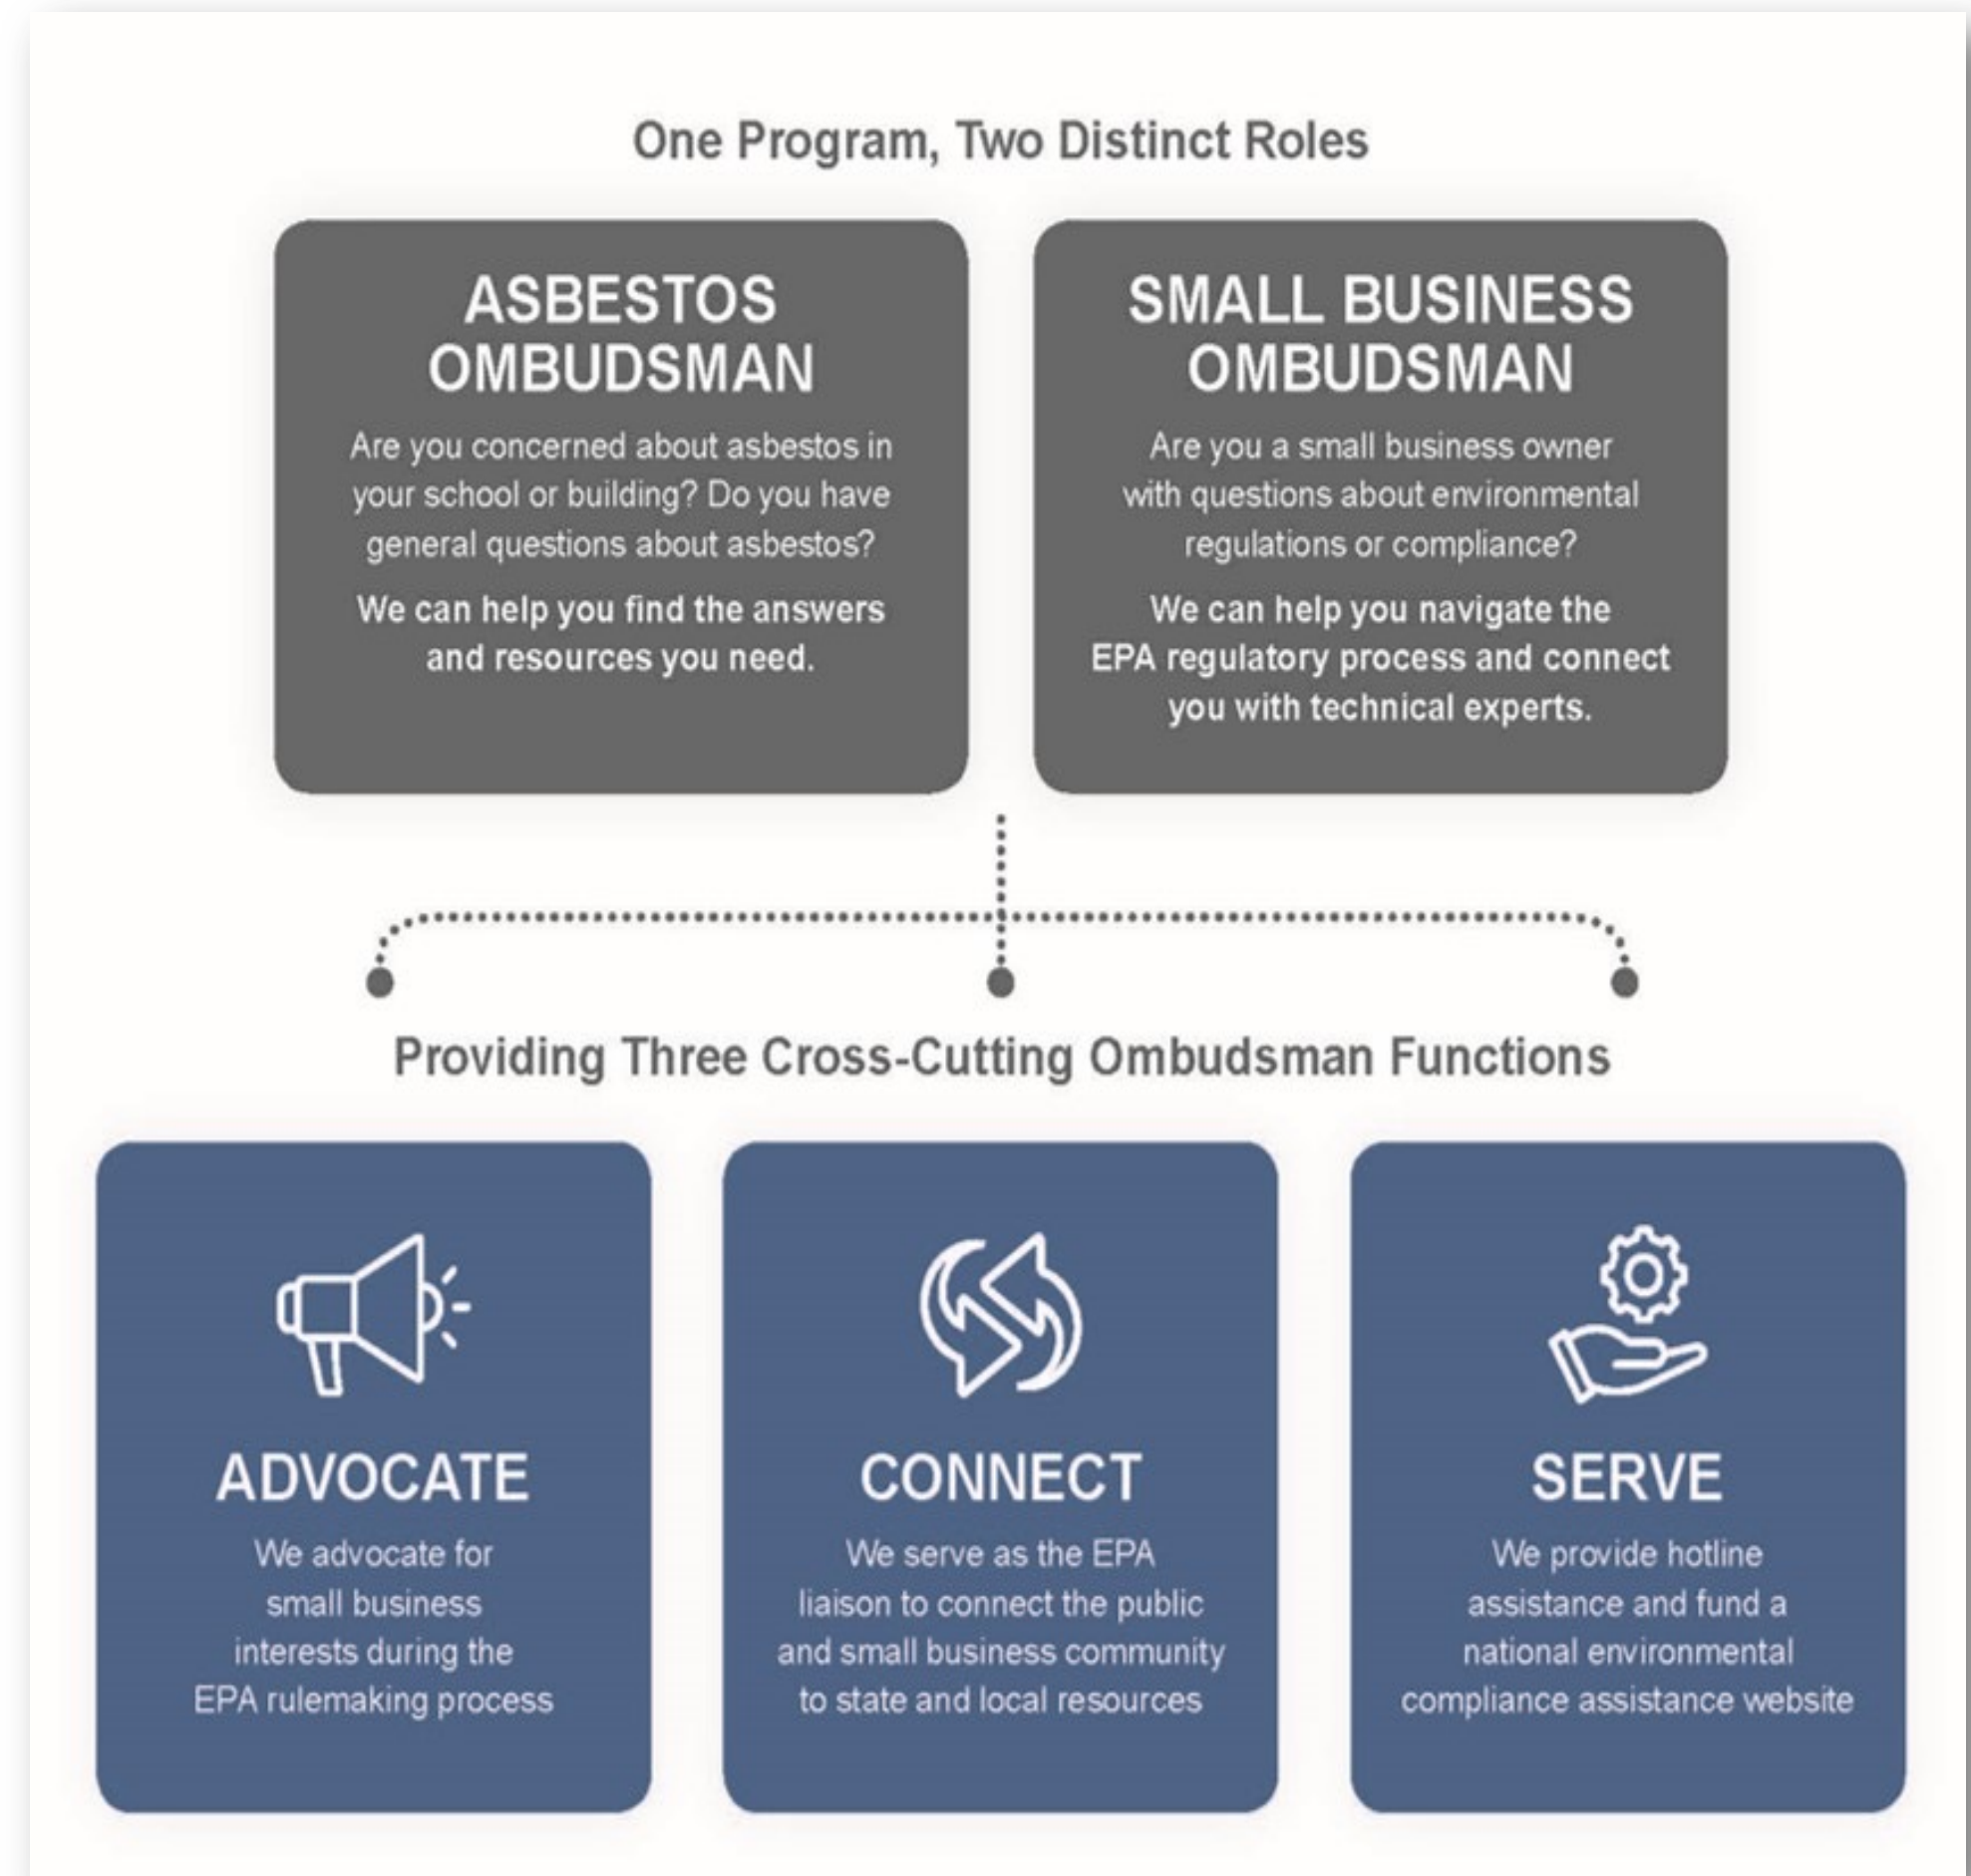 One Program, Two Distinct Roles
ASBESTOS
OMBUDSMAN
Are you concerned about asbestos in
your school or building? Do you have
general questions about asbestos?
We can help you find the answers
and resources you need.
SMALL BUSINESS
OMBUDSMAN
Are you a small business owner
with questions about environmental
regulations or compliance?
We can help you navigate the
EPA regulatory process and connect
you with technical experts.
Providing Three Cross-Cutting Ombudsman Functions
ADVOCATE
We advocate for
small business
interests during the
EPA rulemaking process
CONNECT
We serve as the EPA
liaison to connect the public
and small business community
to state and local resources
SERVE
We provide hotline
assistance and fund a
national environmental
compliance assistance website